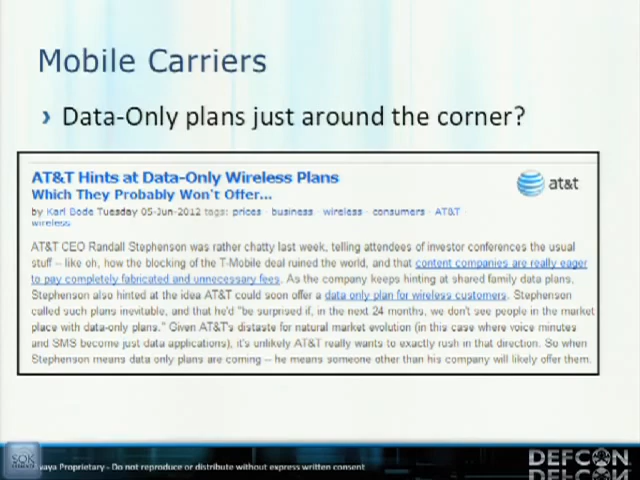 Mobile Carriers
› Data-Only plans just around the corner?
AT&T Hints at Data-Only Wireless Plans
Which They Probably Won't Offer...
at&t
by Karl Bode Tuesday 05-Jun-2012 tags: prices · business · wireless · consumers · AT&T ·
wireless
AT&T CEO Randall Stephenson was rather chatty last week, telling attendees of investor conferences the usual
stuff -- like oh, how the blocking of the T-Mobile deal ruined the world, and that content companies are really eager
to pay completely fabricated and unnecessary fees. As the company keeps hinting at shared family data plans,
Stephenson also hinted at the idea AT&T could soon offer a data only plan for wireless customers. Stephenson
called such plans inevitable, and that he'd "be surprised if, in the next 24 months, we don't see people in the market
place with data-only plans." Given AT&T's distaste for natural market evolution (in this case where voice minutes
and SMS become just data applications), it's unlikely AT&T really wants to exactly rush in that direction. So when
Stephenson means data only plans are coming -- he means someone other than his company will likely offer them.
aya Proprietary - Do not reproduce or distribute without express written consent
DEFCON